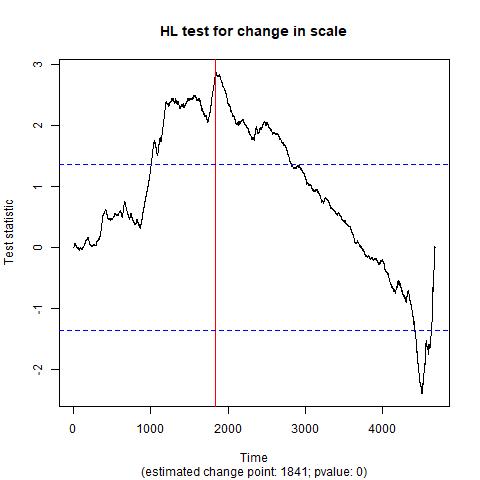 HL test for change in scale
3
2
1
0
-1
-2
Test statistic
0 1000 2000 3000 4000
Time
(estimated change point: 1841; pvalue: 0)